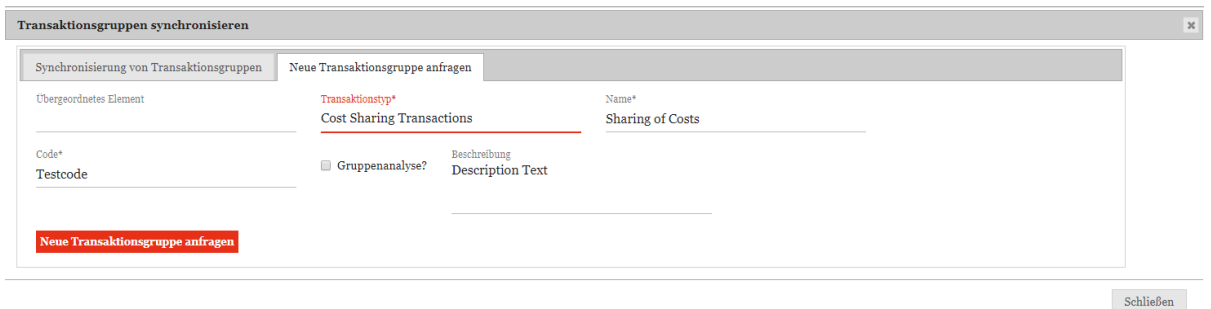 Transaktionsgruppen synchronisieren
Synchronisierung von Transaktionsgruppen Neue Transaktionsgruppe anfragen
Übergeordnetes Element Transaktionstyp* Name*
Cost Sharing Transactions Sharing of Costs
Code* Beschreibung
Testcode Gruppenanalyse? Description Text
Neue Transaktionsgruppe anfragen
Schließen